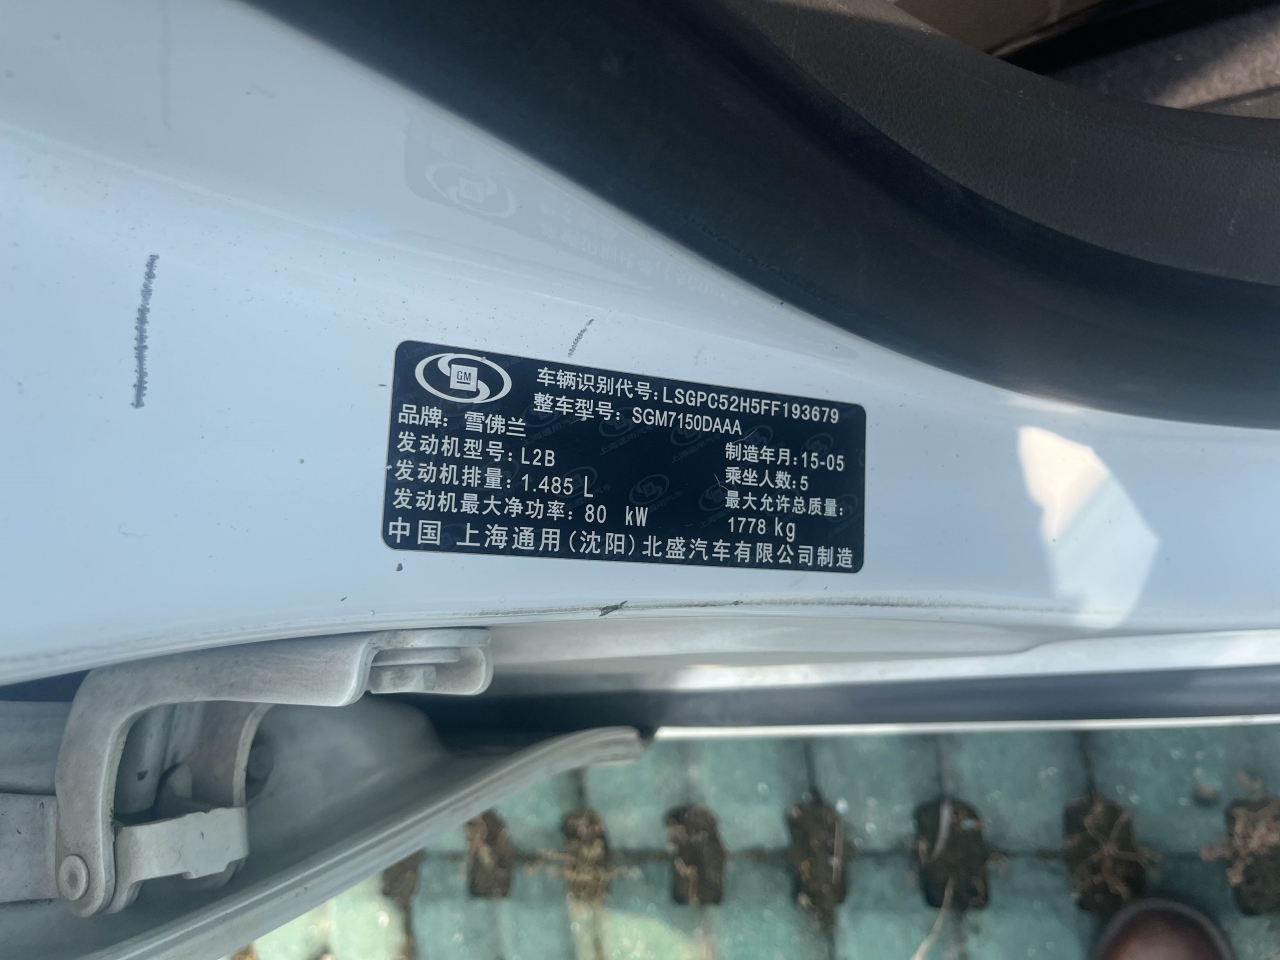 GM
车辆识别代号:LSGPC52H5FF193679
整车型号: SGM7150DAAA
品牌: 雪佛兰
发动机型号: L2B
制造年月:15-05
发动机排量: 1.485 L
乘坐人数:5
发动机最大净功率: 80 kW
最大允许总质量:
1778 kg
中国 上海通用(沈阳)北盛汽车有限公司制造